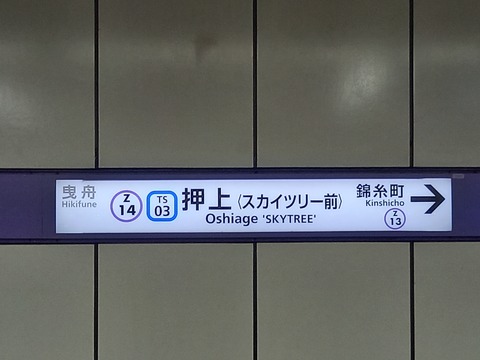 曳舟
Hikifune
Z
14
TS
03
押上(スカイツリー前)
Oshiage 'SKYTREE'
錦糸町
Kinshicho
Z
13